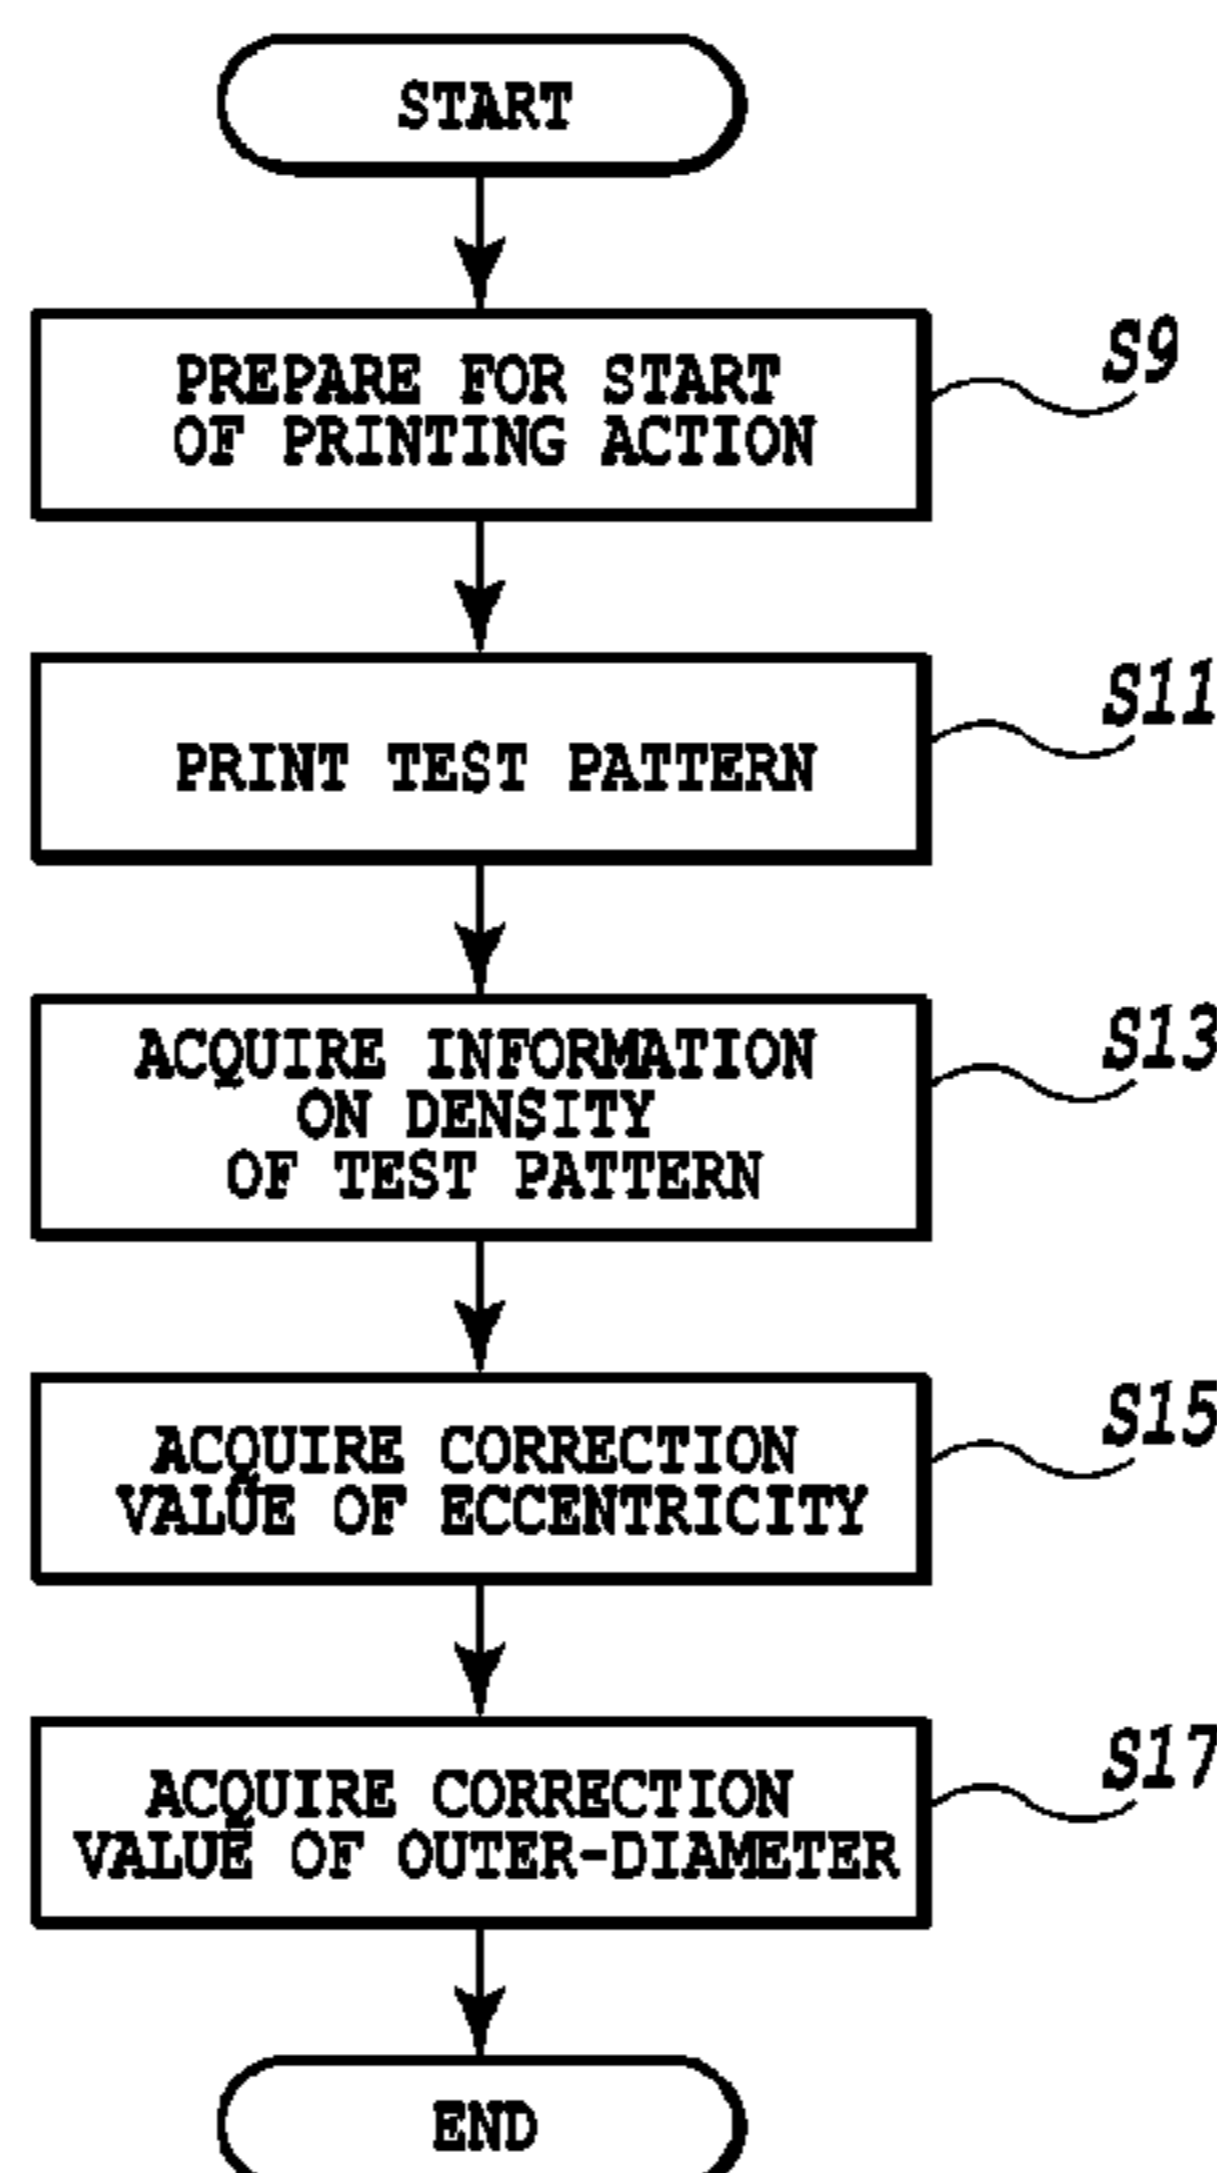 START
PREPARE FOR START
OF PRINTING ACTION
S9
PRINT TEST PATTERN
S11
ACQUIRE INFORMATION
ON DENSITY
OF TEST PATTERN
S13
ACQUIRE CORRECTION
VALUE OF ECCENTRICITY
S15
ACQUIRE CORRECTION
VALUE OF OUTER-DIAMETER
S17
END